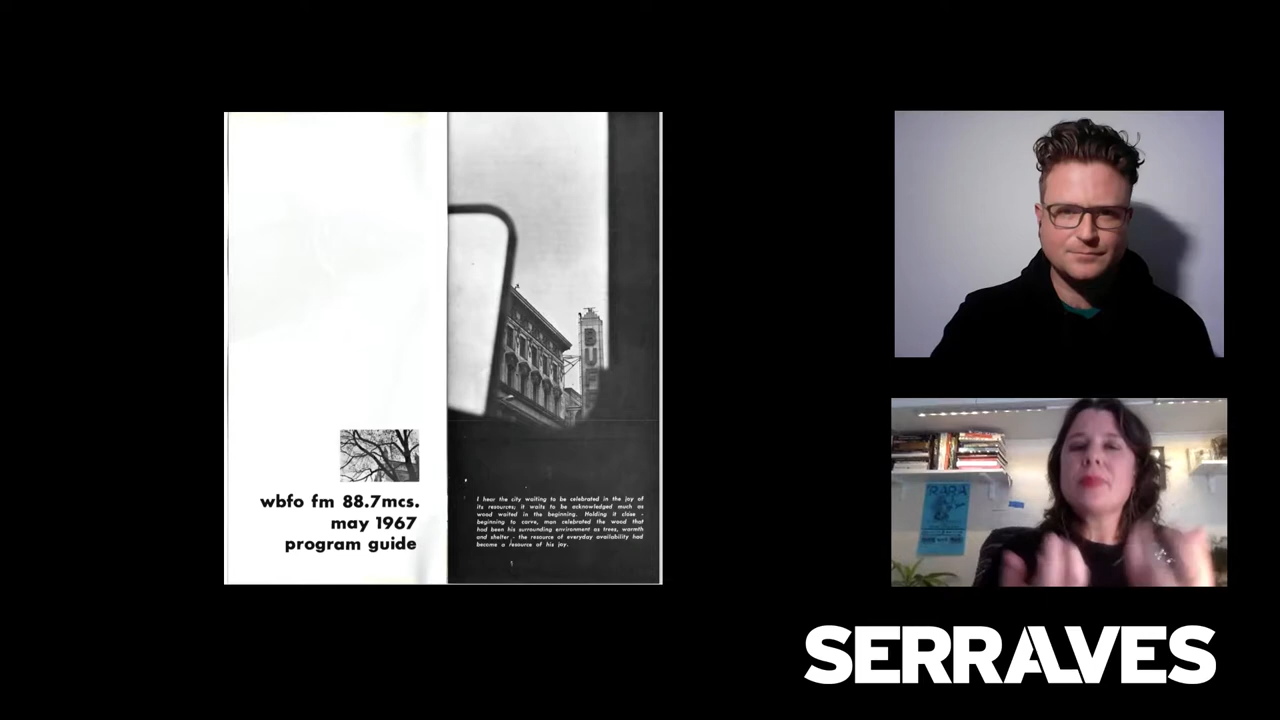 wbfo fm 88.7mcs.
may 1967
program guide
I hear the city waiting to be celebrated in the joy of
its resources; it waits to be acknowledged much as
wood waited in the beginning. Holding it close -
beginning to carve, man celebrated the wood that
had been his surrounding environment as trees, warmth
and shelter - the resource of everyday availability had
become a resource of his joy.
RARA
SERRALVES